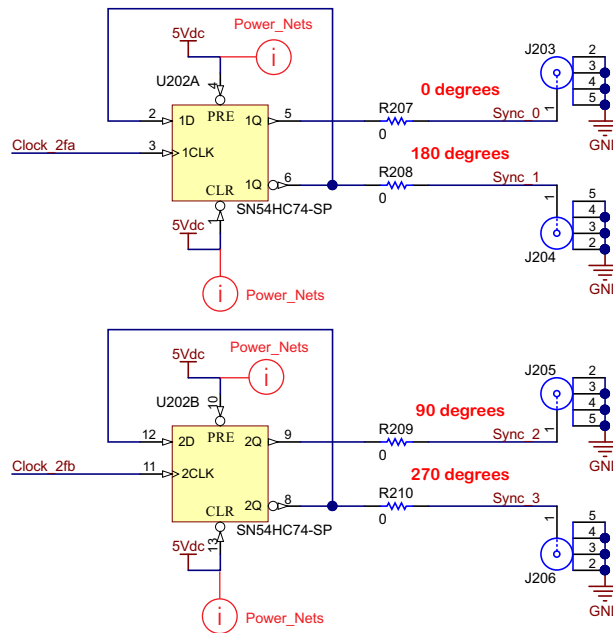 5Vdc
i
Power_Nets
U202A
4
J203
2
3
4
5
1
GND
0 degrees
R207
0
Sync_0
2
1D
PRE
1Q
5
Clock_2fa
3
1CLK
180 degrees
6
1Q
R208
0
Sync_1
CLR
SN54HC74-SP
1
5Vdc
1
5
4
3
2
J204
GND
i
Power_Nets
Power_Nets
5Vdc
i
U202B
10
J205
2
3
4
5
1
GND
90 degrees
R209
0
Sync_2
12
2D
PRE
2Q
9
Clock_2fb
11
2CLK
270 degrees
8
2Q
R210
0
Sync_3
CLR
SN54HC74-SP
13
5Vdc
1
5
4
3
2
J206
GND
i
Power_Nets